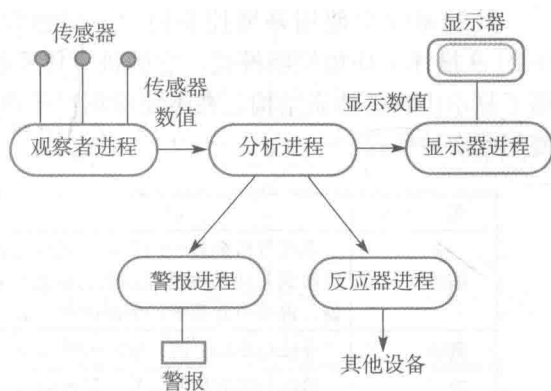 显示器
传感器
传感器
数值
显示数值
观察者进程
分析进程
显示器进程
警报进程
反应器进程
警报
其他设备